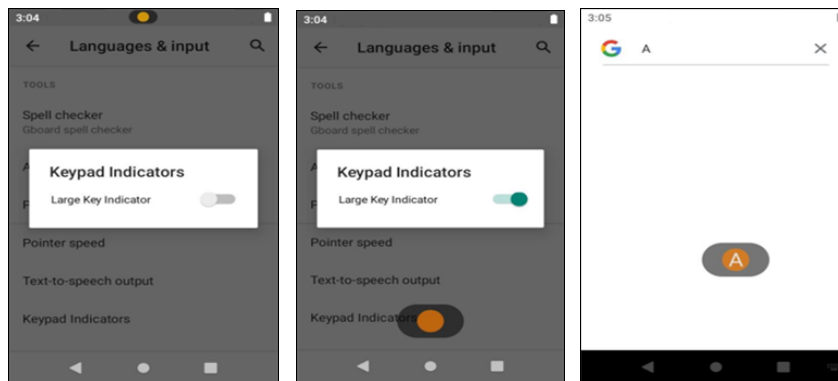 3:04
Languages & input
TOOLS
Spell checker
Gboard spell checker
A
Keypad Indicators
Large Key Indicator
P
Pointer speed
Text-to-speech output
Keypad Indicators
3:04
Languages & input
TOOLS
Spell checker
Gboard spell checker
A
Keypad Indicators
Large Key Indicator
P
Pointer speed
Text-to-speech output
Keypad Indicators
3:05
G A
A